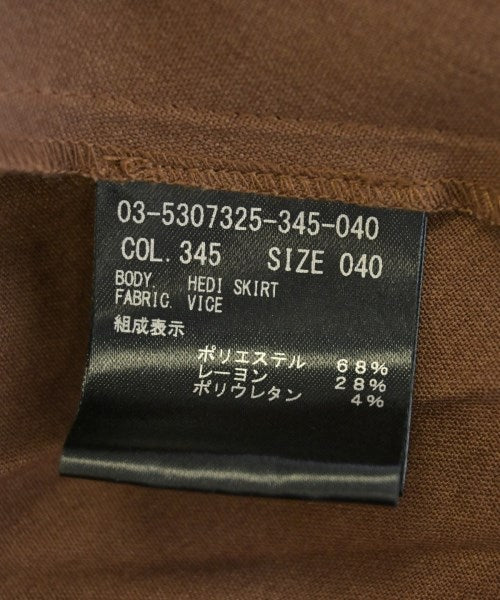 03-5307325-345-040
COL.345 SIZE 040
BODY. HEDI SKIRT
FABRIC. VICE
組成表示
ポリエステル 68%
レーヨン 28%
ポリウレタン 4%